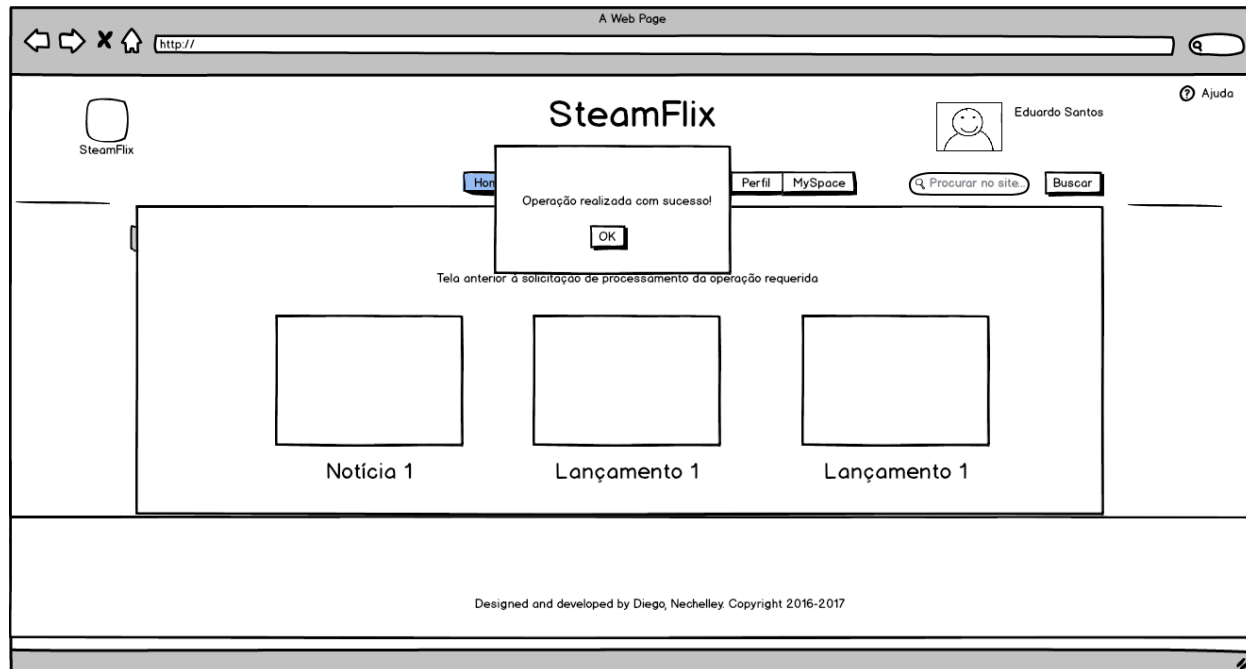 A Web Page
http://
Ajuda
SteamFlix
Eduardo Santos
SteamFlix
Perfil MySpace
Procurar no site...
Buscar
Operação realizada com sucesso!
OK
Tela anterior à solicitação de processamento da operação requerida
Notícia 1
Lançamento 1
Lançamento 1
Designed and developed by Diego, Nechelley. Copyright 2016-2017